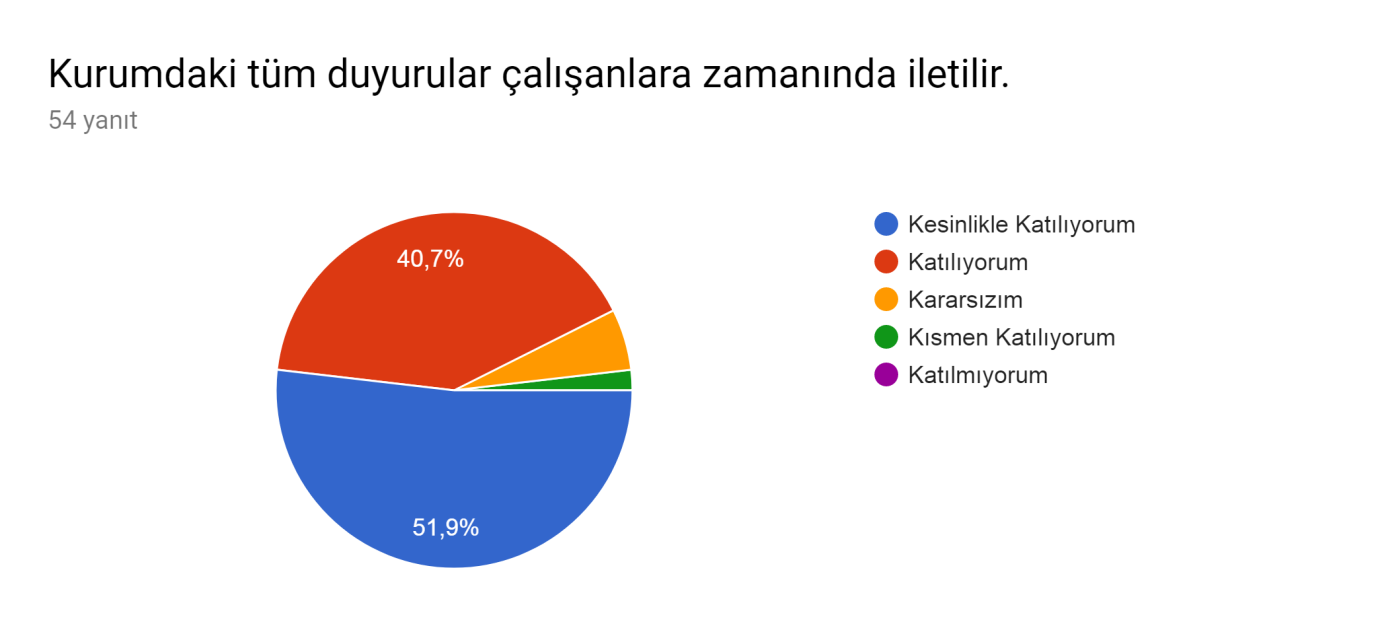 Kurumdaki tüm duyurular çalışanlara zamanında iletilir.
54 yanıt
40,7%
51,9%
Kesinlikle Katılıyorum
Katılıyorum
Kararsızım
Kısmen Katılıyorum
Katılmıyorum